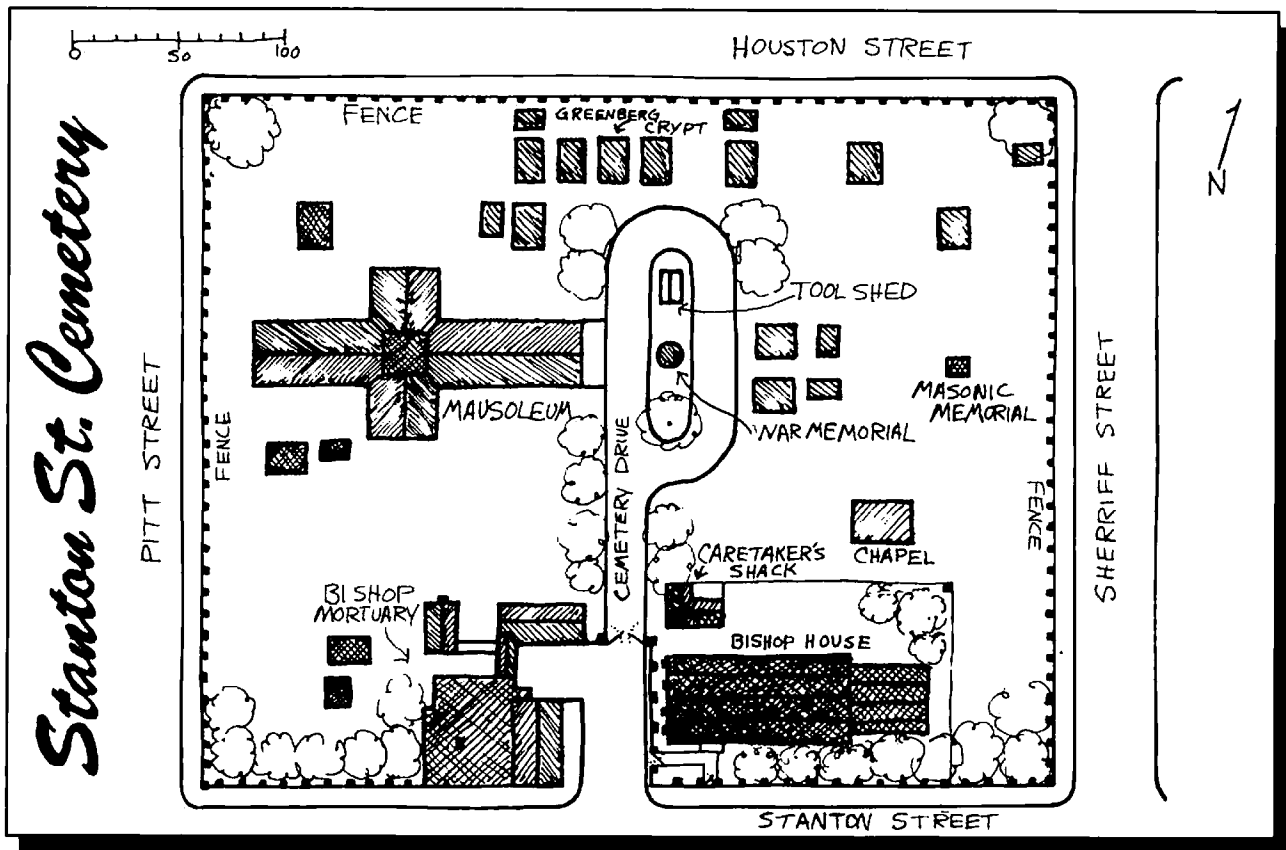 0 50 100
HOUSTON STREET
Stanton St. Cemetery
FENCE
GREENBERG
CRYPT
N
TOOL SHED
MASONIC
MEMORIAL
MAUSOLEUM
NAR MEMORIAL
PITT STREET
FENCE
CEMETERY DRIVE
FENCE
SHERRIFF STREET
CHAPEL
CARETAKER'S
SHACK
BISHOP
MORTUARY
BISHOP HOUSE
STANTON STREET